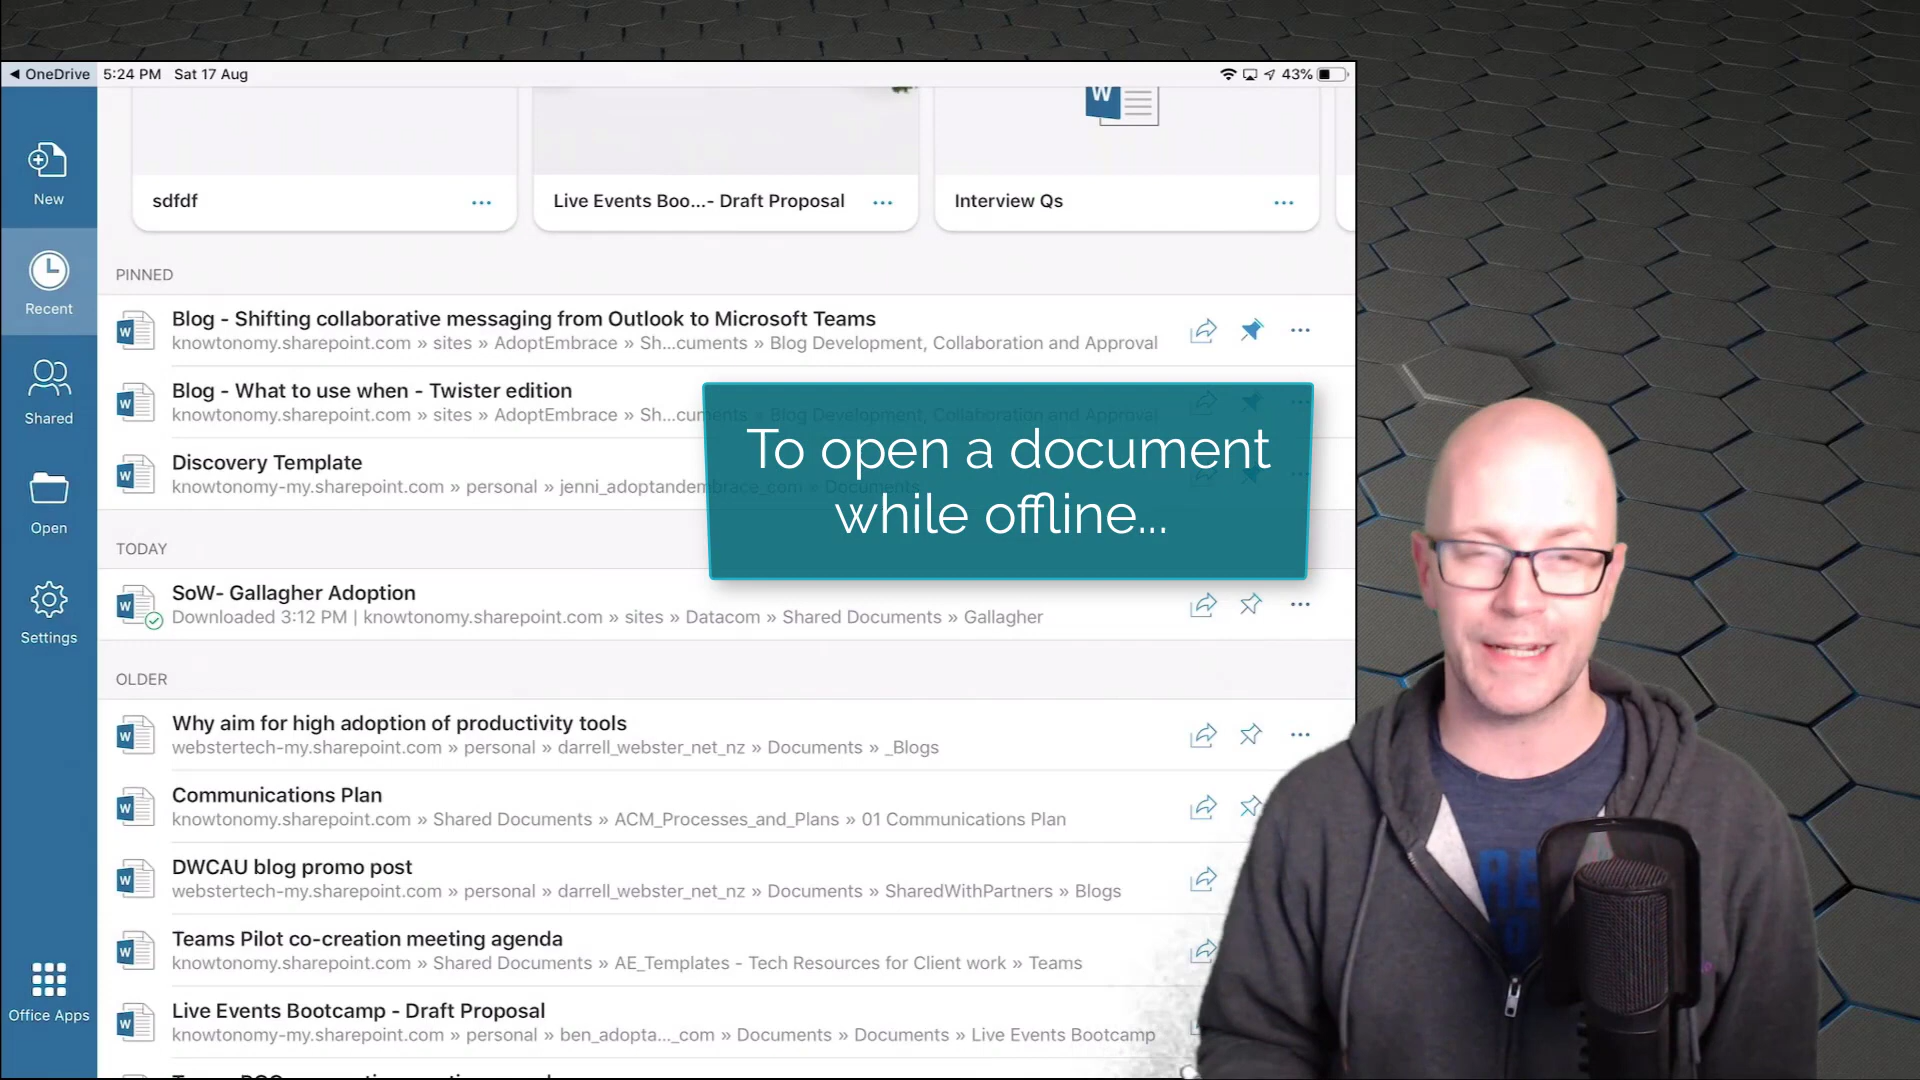 OneDrive 5:24 PM Sat 17 Aug 43%
New
Recent
Shared
Open
Settings
Office Apps
sdfdf
Live Events Boo...- Draft Proposal
Interview Qs
PINNED
Blog - Shifting collaborative messaging from Outlook to Microsoft Teams
knowtonomy.sharepoint.com » sites » AdoptEmbrace » Sh...cuments » Blog Development, Collaboration and Approval
Blog - What to use when - Twister edition
knowtonomy.sharepoint.com » sites » AdoptEmbrace » Sh...cuments » Blog Development, Collaboration and Approval
Discovery Template
knowtonomy-my.sharepoint.com » personal » jenni_adoptandembrace_com » Documents
To open a document
while offline...
TODAY
SoW- Gallagher Adoption
Downloaded 3:12 PM | knowtonomy.sharepoint.com » sites » Datacom » Shared Documents » Gallagher
OLDER
Why aim for high adoption of productivity tools
webstertech-my.sharepoint.com » personal » darrell_webster_net_nz » Documents » _Blogs
Communications Plan
knowtonomy.sharepoint.com » Shared Documents » ACM_Processes_and_Plans » 01 Communications Plan
DWCAU blog promo post
webstertech-my.sharepoint.com » personal » darrell_webster_net_nz » Documents » SharedWithPartners » Blogs
Teams Pilot co-creation meeting agenda
knowtonomy.sharepoint.com » Shared Documents » AE_Templates - Tech Resources for Client work » Teams
Live Events Bootcamp - Draft Proposal
knowtonomy-my.sharepoint.com » personal » ben_adopta..._com » Documents » Documents » Live Events Bootcamp